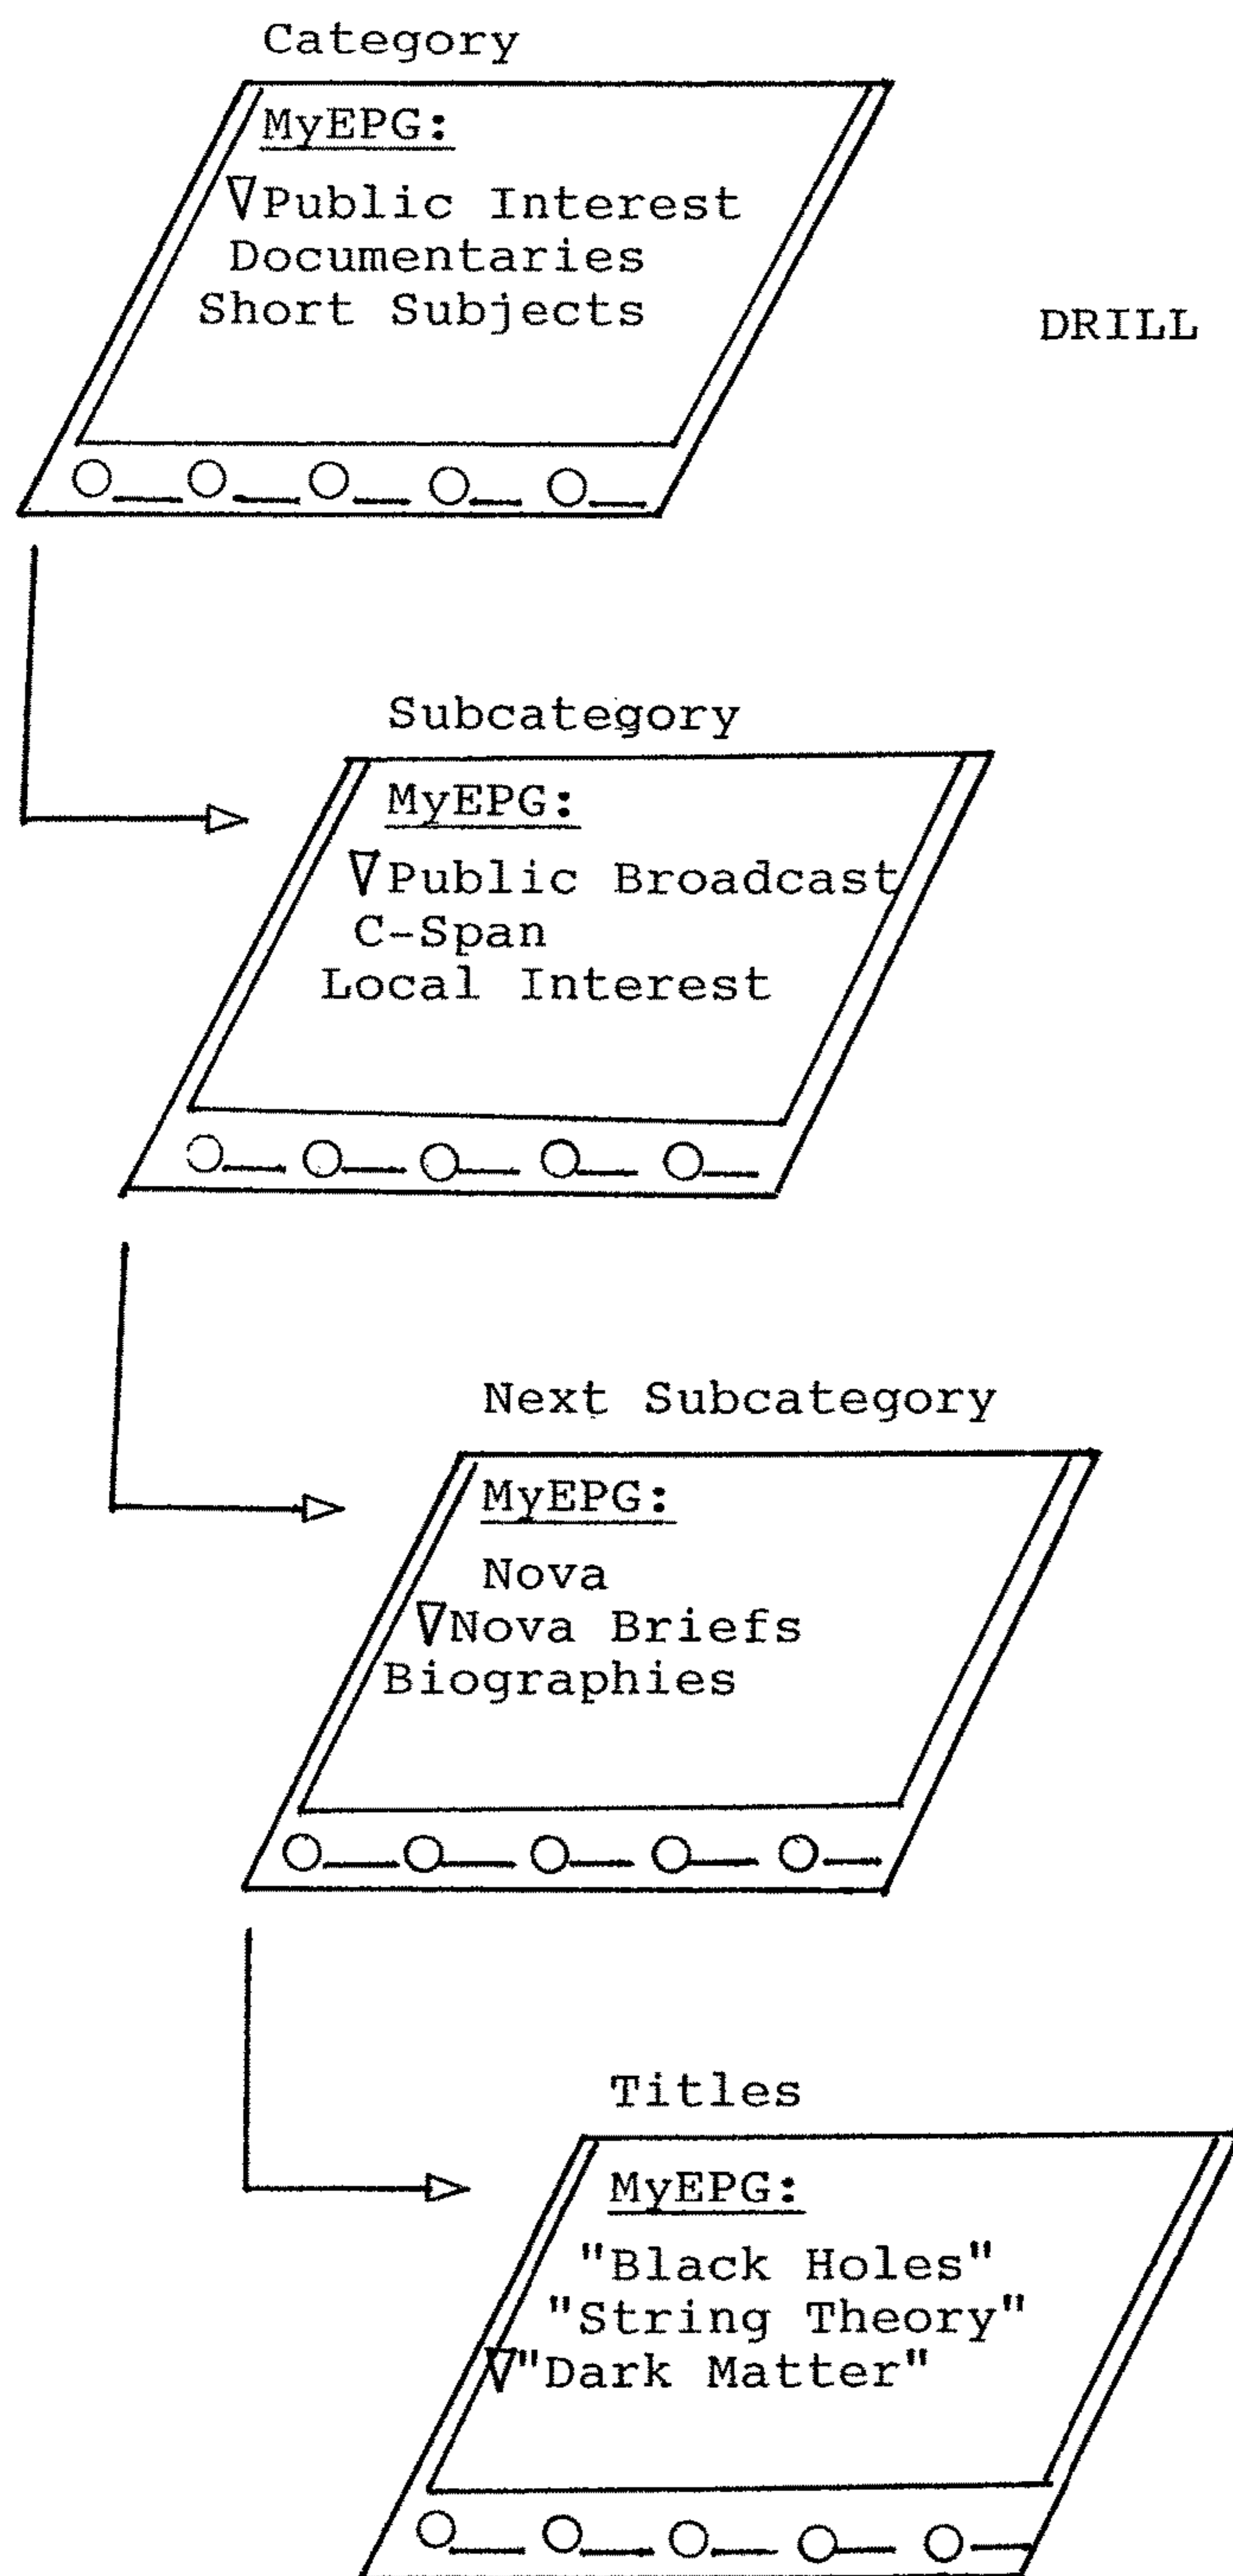 Category
MyEPG:
Public Interest
Documentaries
Short Subjects
DRILL
Subcategory
MyEPG:
Public Broadcast
C-Span
Local Interest
Next Subcategory
MyEPG:
Nova
Nova Briefs
Biographies
Titles
MyEPG:
"Black Holes"
"String Theory"
"Dark Matter"